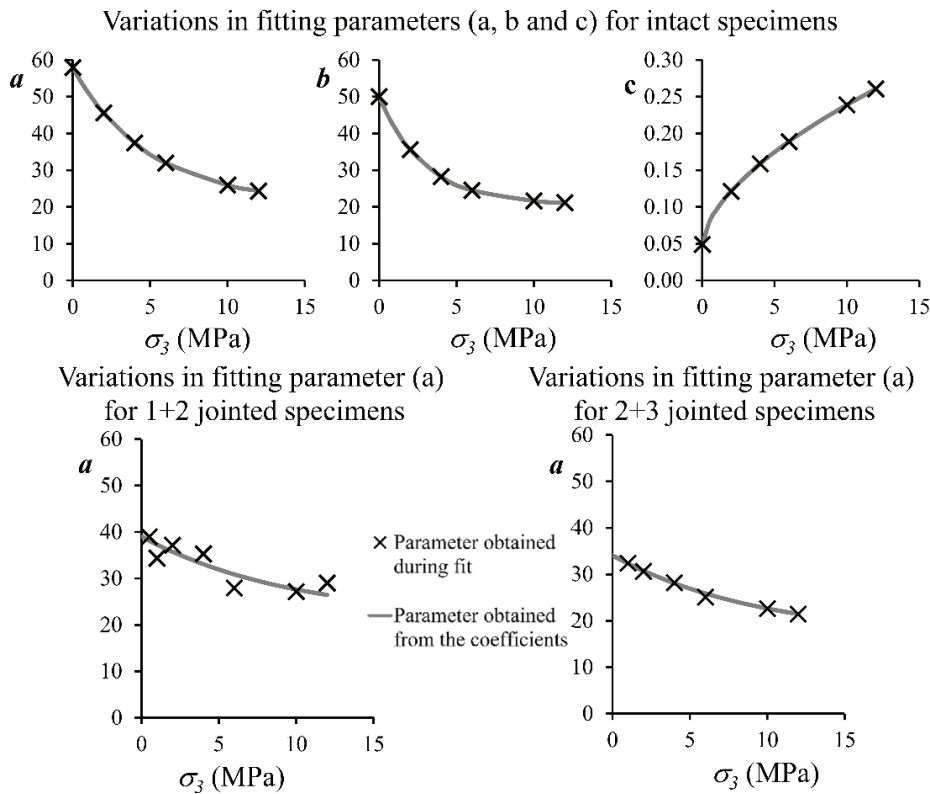 Variations in fitting parameters (a, b and c) for intact specimens
a
60
50
40
30
20
10
0
0 5 10 15
σ3 (MPa)
b
60
50
40
30
20
10
0
0 5 10 15
σ3 (MPa)
c
0.30
0.25
0.20
0.15
0.10
0.05
0.00
0 5 10 15
σ3 (MPa)
Variations in fitting parameter (a)
for 1+2 jointed specimens
a
60
50
40
30
20
10
0
0 5 10 15
σ3 (MPa)
× Parameter obtained
during fit
Parameter obtained
from the coefficients
Variations in fitting parameter (a)
for 2+3 jointed specimens
a
60
50
40
30
20
10
0
0 5 10 15
σ3 (MPa)